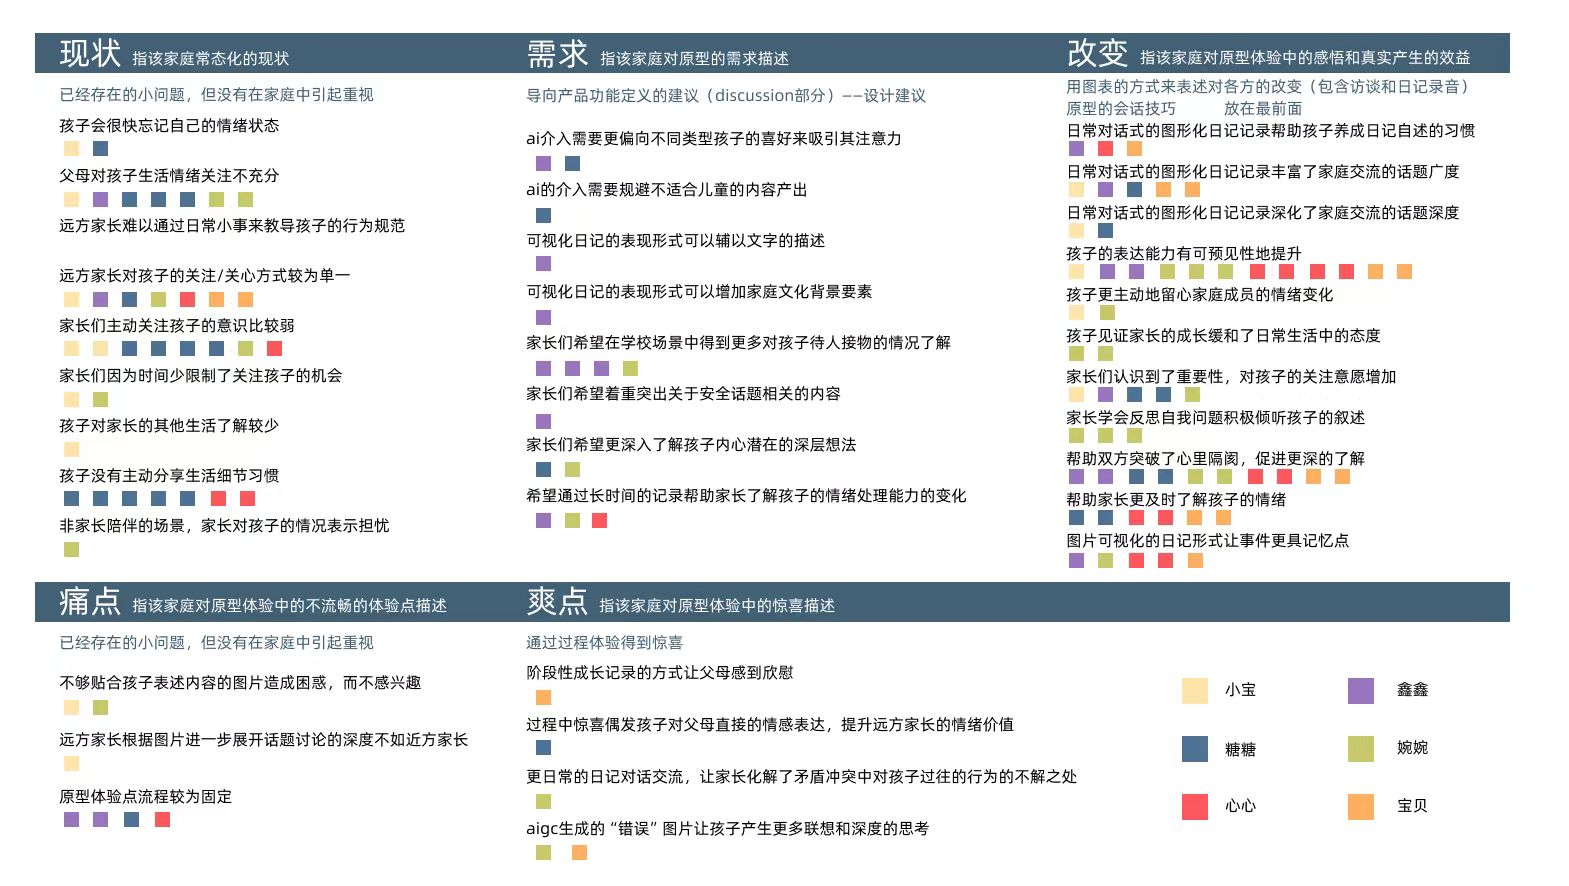 现状 指该家庭常态化的现状
已经存在的小问题，但没有在家庭中引起重视
孩子会很快忘记自己的情绪状态
父母对孩子生活情绪关注不充分
远方家长难以通过日常小事来教导孩子的行为规范
远方家长对孩子的关注/关心方式较为单一
家长们主动关注孩子的意识比较弱
家长们因为时间少限制了关注孩子的机会
孩子对家长的其他生活了解较少
孩子没有主动分享生活细节习惯
非家长陪伴的场景，家长对孩子的情况表示担忧
需求 指该家庭对原型的需求描述
导向产品功能定义的建议（discussion部分）——设计建议
ai介入需要更偏向不同类型孩子的喜好来吸引其注意力
ai的介入需要规避不适合儿童的内容产出
可视化日记的表现形式可以辅以文字的描述
可视化日记的表现形式可以增加家庭文化背景要素
家长们希望在学校场景中得到更多对孩子待人接物的情况了解
家长们希望着重突出关于安全话题相关的内容
家长们希望更深入了解孩子内心潜在的深层想法
希望通过长时间的记录帮助家长了解孩子的情绪处理能力的变化
改变 指该家庭对原型体验中的感悟和真实产生的效益
用图表的方式来表述对各方的改变（包含访谈和日记录音）
原型的会话技巧 放在最前面
日常对话式的图形化日记记录帮助孩子养成日记自述的习惯
日常对话式的图形化日记记录丰富了家庭交流的话题广度
日常对话式的图形化日记记录深化了家庭交流的话题深度
孩子的表达能力有可预见性地提升
孩子更主动地留心家庭成员的情绪变化
孩子见证家长的成长缓和了日常生活中的态度
家长们认识到了重要性，对孩子的关注意愿增加
家长学会反思自我问题积极倾听孩子的叙述
帮助双方突破了心里隔阂，促进更深的了解
帮助家长更及时了解孩子的情绪
图片可视化的日记形式让事件更具记忆点
痛点 指该家庭对原型体验中的不流畅的体验点描述
已经存在的小问题，但没有在家庭中引起重视
不够贴合孩子表述内容的图片造成困惑，而不感兴趣
远方家长根据图片进一步展开话题讨论的深度不如近方家长
原型体验点流程较为固定
爽点 指该家庭对原型体验中的惊喜描述
通过过程体验得到惊喜
阶段性成长记录的方式让父母感到欣慰
过程中惊喜偶发孩子对父母直接的情感表达，提升远方家长的情绪价值
更日常的日记对话交流，让家长化解了矛盾冲突中对孩子过往的行为的不解之处
aigc生成的“错误”图片让孩子产生更多联想和深度的思考
小宝 鑫鑫
糖糖 婉婉
心心 宝贝